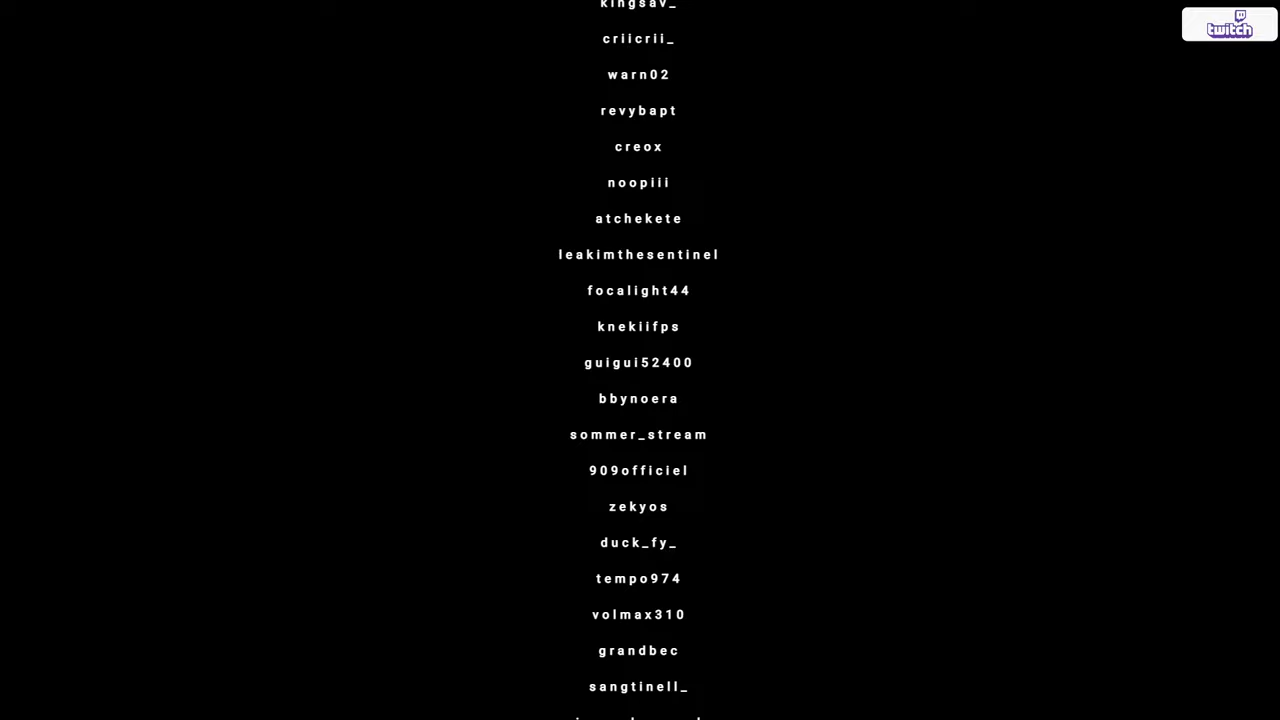 kingsav_
twitch
criicrii_
warn02
revybapt
creox
noopiii
atchekete
leakimthesentinel
focalight44
knekiifps
guigui52400
bbynoera
sommer_stream
909officiel
zekyos
duck_fy_
tempo974
volmax310
grandbec
sangtinell_